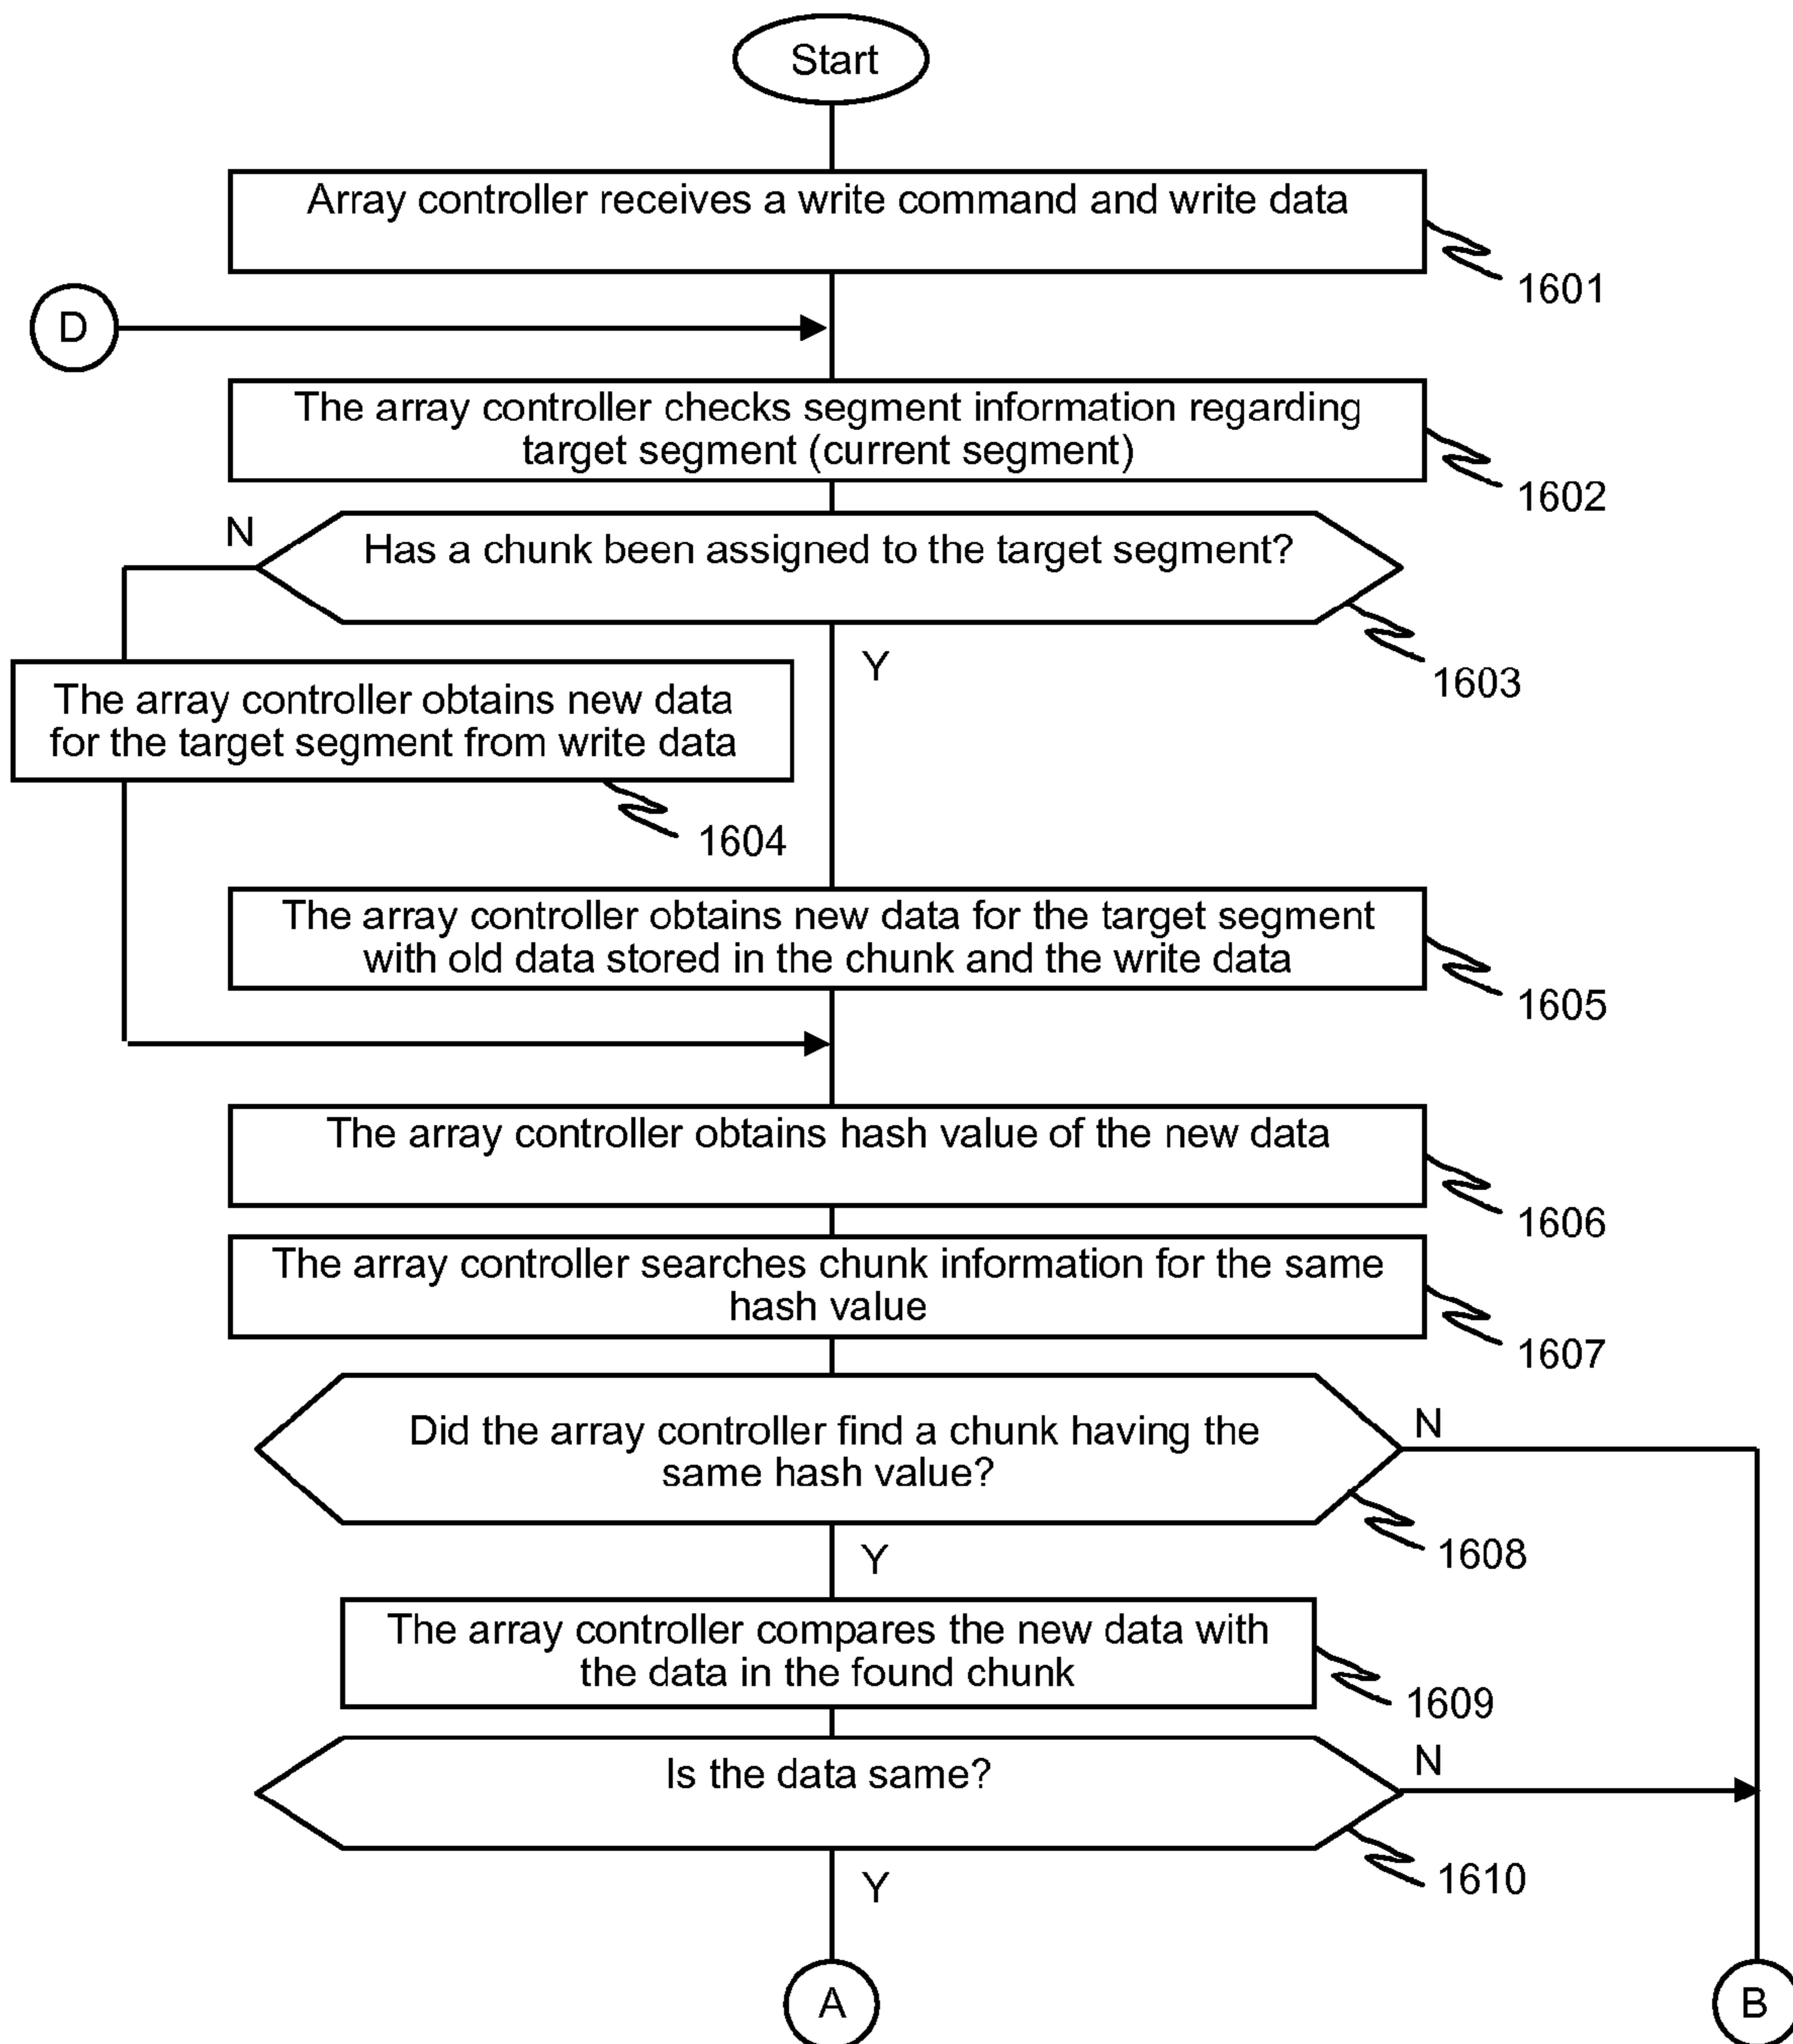 Start
Array controller receives a write command and write data
1601
D
The array controller checks segment information regarding
target segment (current segment)
1602
N
Has a chunk been assigned to the target segment?
1603
Y
The array controller obtains new data
for the target segment from write data
1604
The array controller obtains new data for the target segment
with old data stored in the chunk and the write data
1605
The array controller obtains hash value of the new data
1606
The array controller searches chunk information for the same
hash value
1607
Did the array controller find a chunk having the
same hash value?
N
1608
Y
The array controller compares the new data with
the data in the found chunk
1609
Is the data same?
N
1610
Y
A
B